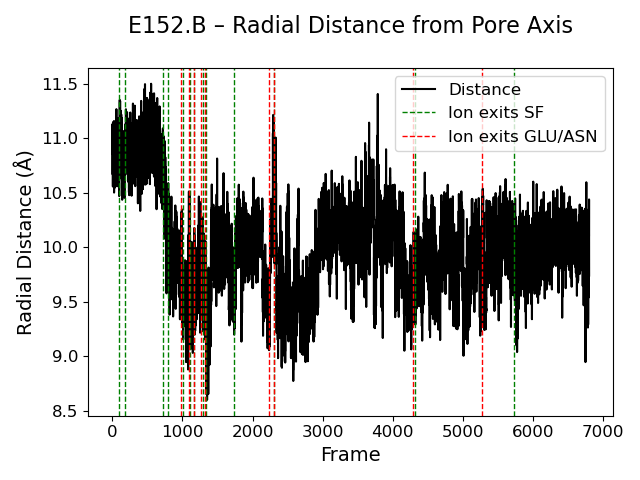 E152.B – Radial Distance from Pore Axis
11.5
11.0
10.5
10.0
9.5
9.0
8.5
Radial Distance (Å)
Distance
Ion exits SF
Ion exits GLU/ASN
0 1000 2000 3000 4000 5000 6000 7000
Frame